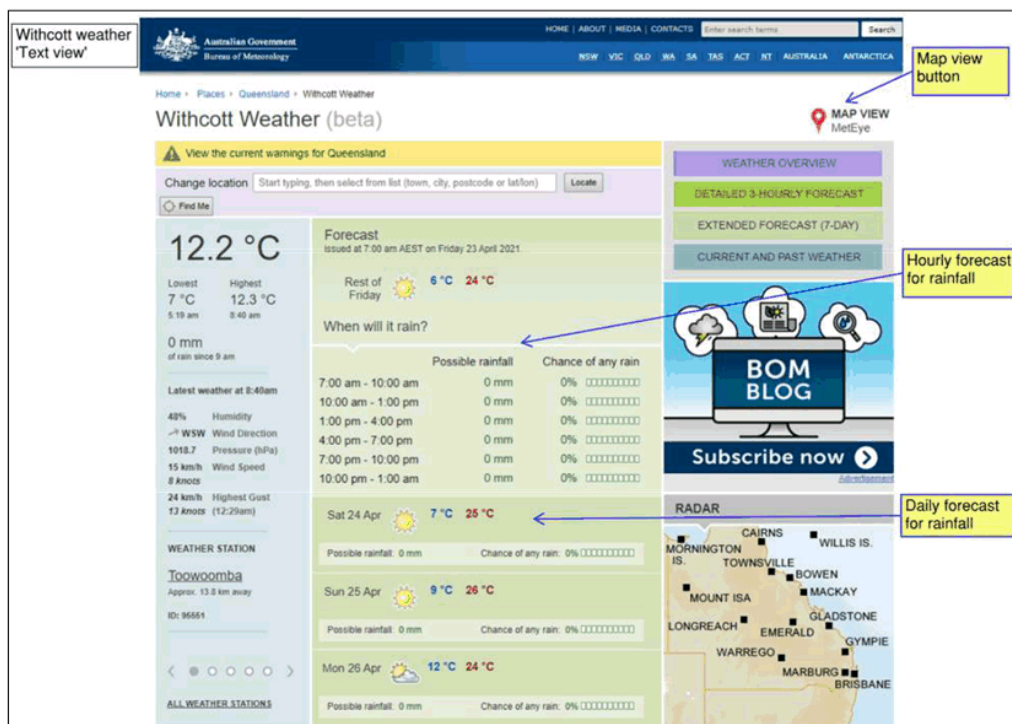 Withcott weather
'Text view'
Australian Government
Bureau of Meteorology
HOME | ABOUT | MEDIA | CONTACTS
Enter search terms
Search
NSW VIC QLD WA SA TAS ACT NT AUSTRALIA ANTARCTICA
Map view
button
Home Places Queensland Withcott Weather
Withcott Weather (beta)
MAP VIEW
MetEye
View the current warnings for Queensland
Change location Start typing, then select from list (town, city, postcode or lat/lon) Locate
Find Me
WEATHER OVERVIEW
DETAILED 3-HOURLY FORECAST
EXTENDED FORECAST (7-DAY)
CURRENT AND PAST WEATHER
12.2 °C
Lowest Highest
7 °C 12.3 °C
5:19 am 8:40 am
0 mm
of rain since 9 am
Latest weather at 8:40am
48% Humidity
WSW Wind Direction
1018.7 Pressure (hPa)
15 km/h Wind Speed
8 knots
24 km/h Highest Gust
13 knots (12:29am)
WEATHER STATION
Toowoomba
Approx. 13.8 km away
ID: 95551
ALL WEATHER STATIONS
Forecast
issued at 7:00 am AEST on Friday 23 April 2021.
Rest of
Friday
6 °C 24 °C
When will it rain?
Possible rainfall Chance of any rain
7:00 am - 10:00 am 0 mm 0%
10:00 am - 1:00 pm 0 mm 0%
1:00 pm - 4:00 pm 0 mm 0%
4:00 pm - 7:00 pm 0 mm 0%
7:00 pm - 10:00 pm 0 mm 0%
10:00 pm - 1:00 am 0 mm 0%
Sat 24 Apr 7 °C 25 °C
Possible rainfall: 0 mm Chance of any rain: 0%
Sun 25 Apr 9 °C 26 °C
Possible rainfall: 0 mm Chance of any rain: 0%
Mon 26 Apr 12 °C 24 °C
Possible rainfall: 0 mm Chance of any rain: 0%
Hourly forecast
for rainfall
BOM
BLOG
Subscribe now
Advertisement
Daily forecast
for rainfall
RADAR
CAIRNS
WILLIS IS.
MORNINGTON
IS.
TOWNSVILLE
BOWEN
MOUNT ISA
MACKAY
GLADSTONE
LONGREACH
EMERALD
GYMPIE
WARREGO
MARBURG
BRISBANE